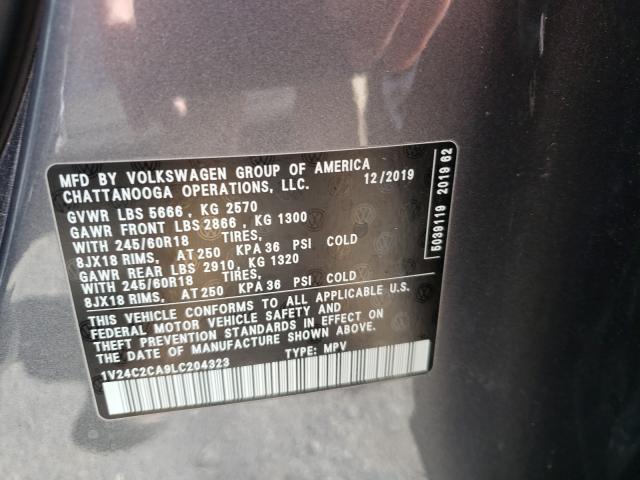 MFD BY VOLKSWAGEN GROUP OF AMERICA
CHATTANOOGA OPERATIONS, LLC. 12/2019
GVWR LBS 5666 , KG 2570
GAWR FRONT LBS 2866 , KG 1300
WITH 245/60R18 TIRES,
8JX18 RIMS, AT 250 KPA 36 PSI COLD
GAWR REAR LBS 2910, KG 1320
WITH 245/60R18 TIRES,
8JX18 RIMS, AT 250 KPA 36 PSI COLD
THIS VEHICLE CONFORMS TO ALL APPLICABLE U.S.
FEDERAL MOTOR VEHICLE SAFETY AND
THEFT PREVENTION STANDARDS IN EFFECT ON
THE DATE OF MANUFACTURE SHOWN ABOVE.
1V24C2CA9LC204323 TYPE: MPV
5039119 2019 62